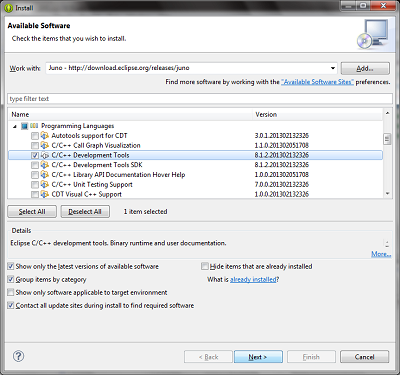 Install
Available Software
Check the items that you wish to install.
Work with: Juno - http://download.eclipse.org/releases/juno Add...
Find more software by working with the "Available Software Sites" preferences.
type filter text
Name Version
Programming Languages
Autotools support for CDT 3.0.1.201302132326
C/C++ Call Graph Visualization 1.1.0.201302051708
C/C++ Development Tools 8.1.2.201302132326
C/C++ Development Tools SDK 8.1.2.201302132326
C/C++ Library API Documentation Hover Help 1.0.0.201302051708
C/C++ Unit Testing Support 7.0.0.201302132326
CDT Visual C++ Support 1.0.0.201302132326
Select All Deselect All 1 item selected
Details
Eclipse C/C++ development tools. Binary runtime and user documentation.
More...
Show only the latest versions of available software Hide items that are already installed
Group items by category What is already installed?
Show only software applicable to target environment
Contact all update sites during install to find required software
? < Back Next > Finish Cancel